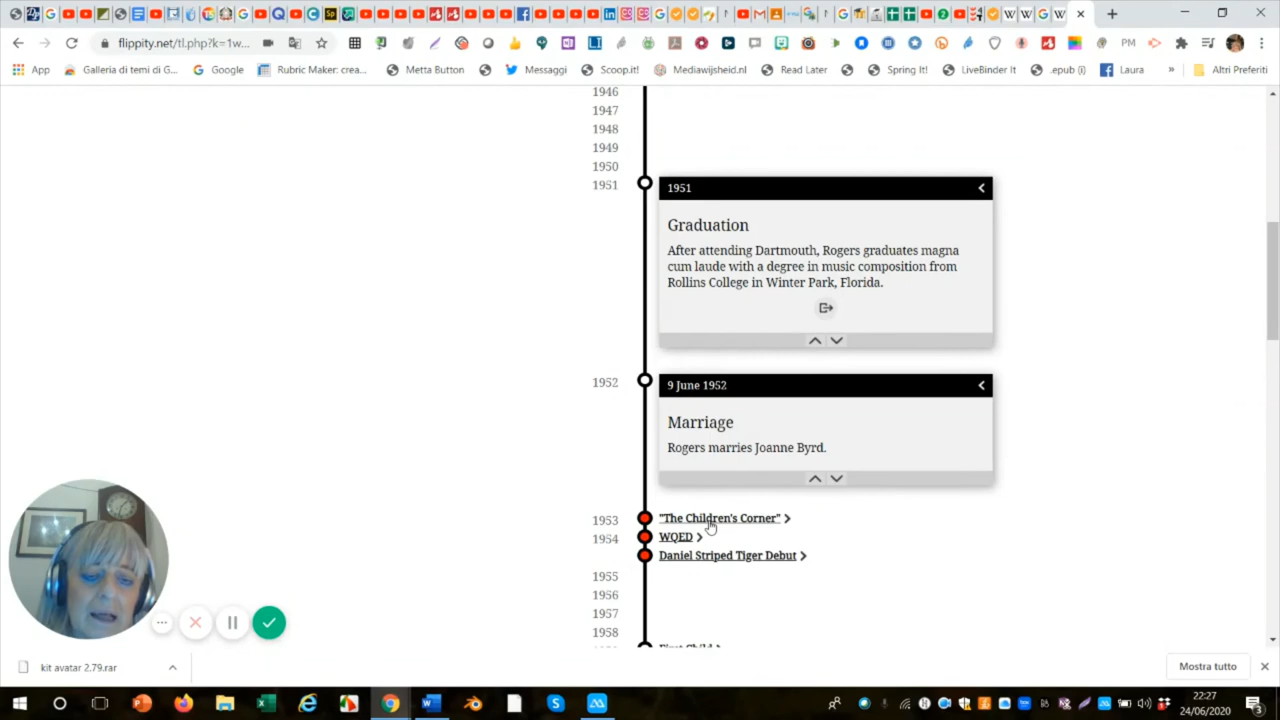 flippity.net/tl.php?k=1w...
PM
App
Galleria di temi di G...
Google
Rubric Maker: crea...
Metta Button
Messaggi
Scoop.it!
Mediawijsheid.nl
Read Later
Spring It!
LiveBinder It
.epub (i)
Laura
»
Altri Preferiti
1946
1947
1948
1949
1950
1951
1951
Graduation
After attending Dartmouth, Rogers graduates magna
cum laude with a degree in music composition from
Rollins College in Winter Park, Florida.
1952
9 June 1952
Marriage
Rogers marries Joanne Byrd.
1953
"The Children's Corner"
1954
WQED
Daniel Striped Tiger Debut
1955
1956
1957
1958
First Child
kit avatar 2.79.rar
Mostra tutto
22:27
24/06/2020
3